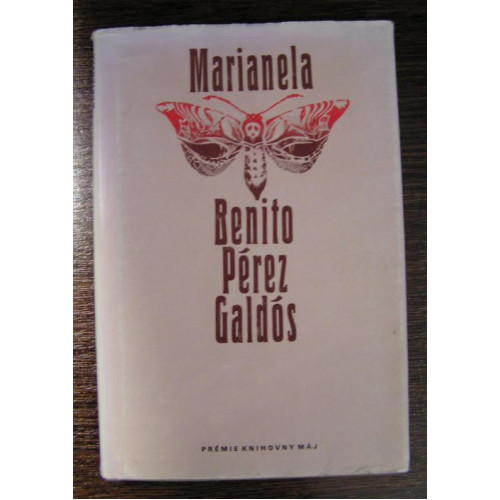 Marianela
Benito
Pérez
Galdós
PRÉMIE KNIHOVNY MÁJ